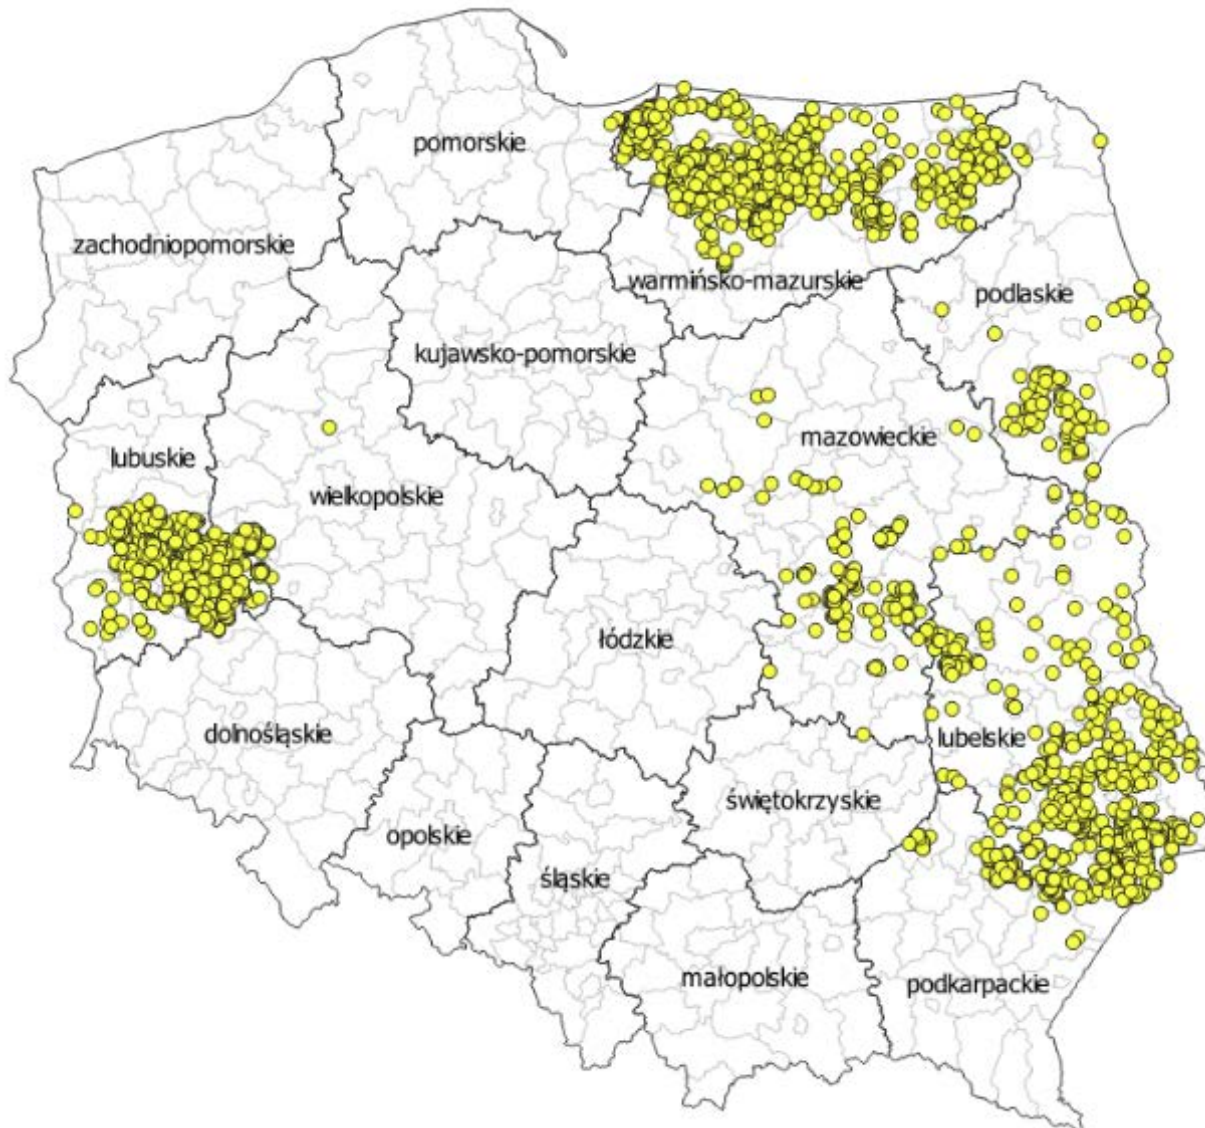 pomorskie
zachodniopomorskie
warmińsko-mazurskie
podlaskie
kujawsko-pomorskie
mazowieckie
lubuskie
wielkopolskie
łódzkie
dolnośląskie
lubelskie
świętokrzyskie
opolskie
śląskie
małopolskie
podkarpackie